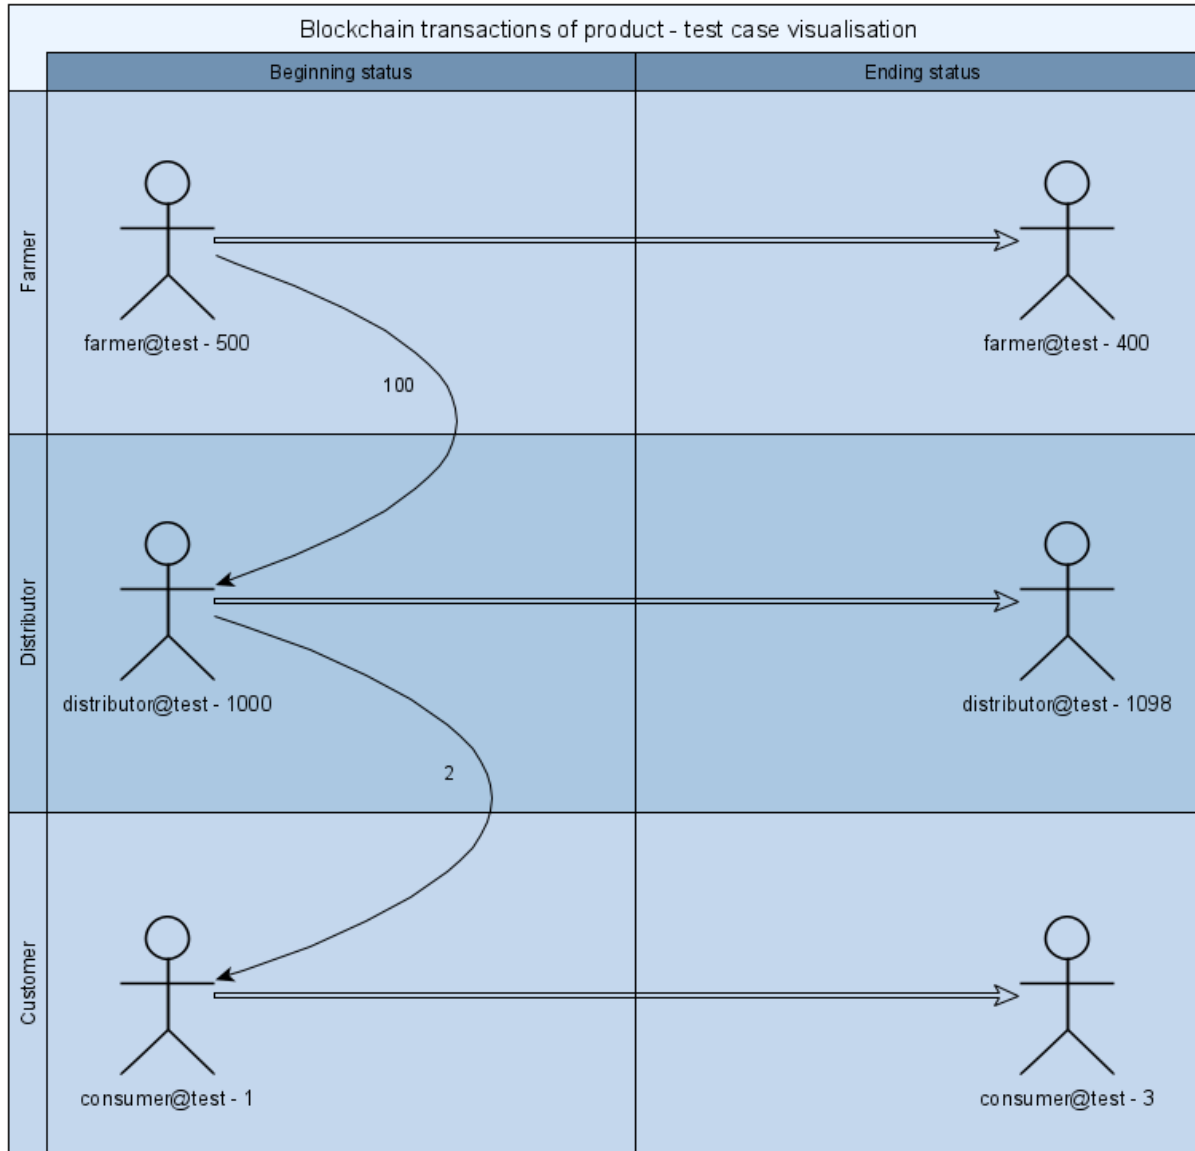 Blockchain transactions of product - test case visualisation
Beginning status
Ending status
Farmer
farmer@test - 500
farmer@test - 400
100
Distributor
distributor@test - 1000
distributor@test - 1098
2
Customer
consumer@test - 1
consumer@test - 3